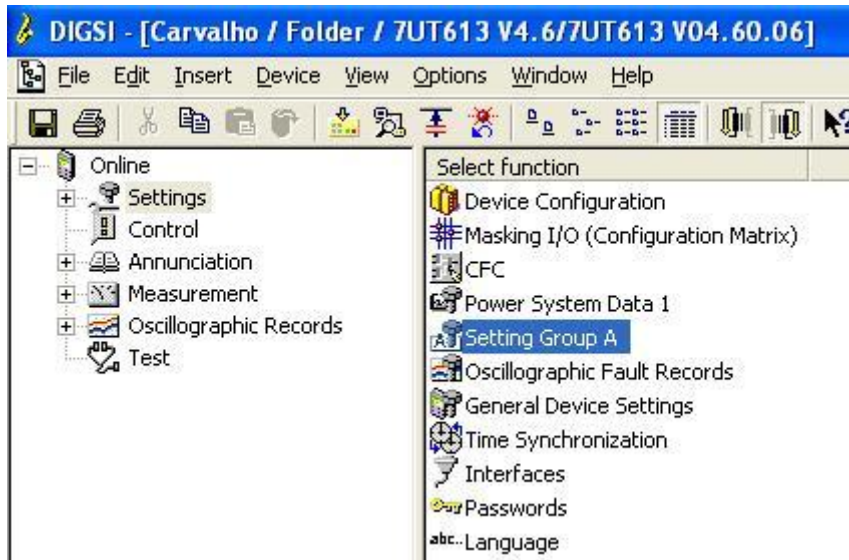 DIGSI - [Carvalho / Folder / 7UT613 V4.6/7UT613 V04.60.06]
File Edit Insert Device View Options Window Help
Online
Settings
Control
Annunciation
Measurement
Oscillographic Records
Test
Select function
Device Configuration
Masking I/O (Configuration Matrix)
CFC
Power System Data 1
Setting Group A
Oscillographic Fault Records
General Device Settings
Time Synchronization
Interfaces
Passwords
abc.. Language